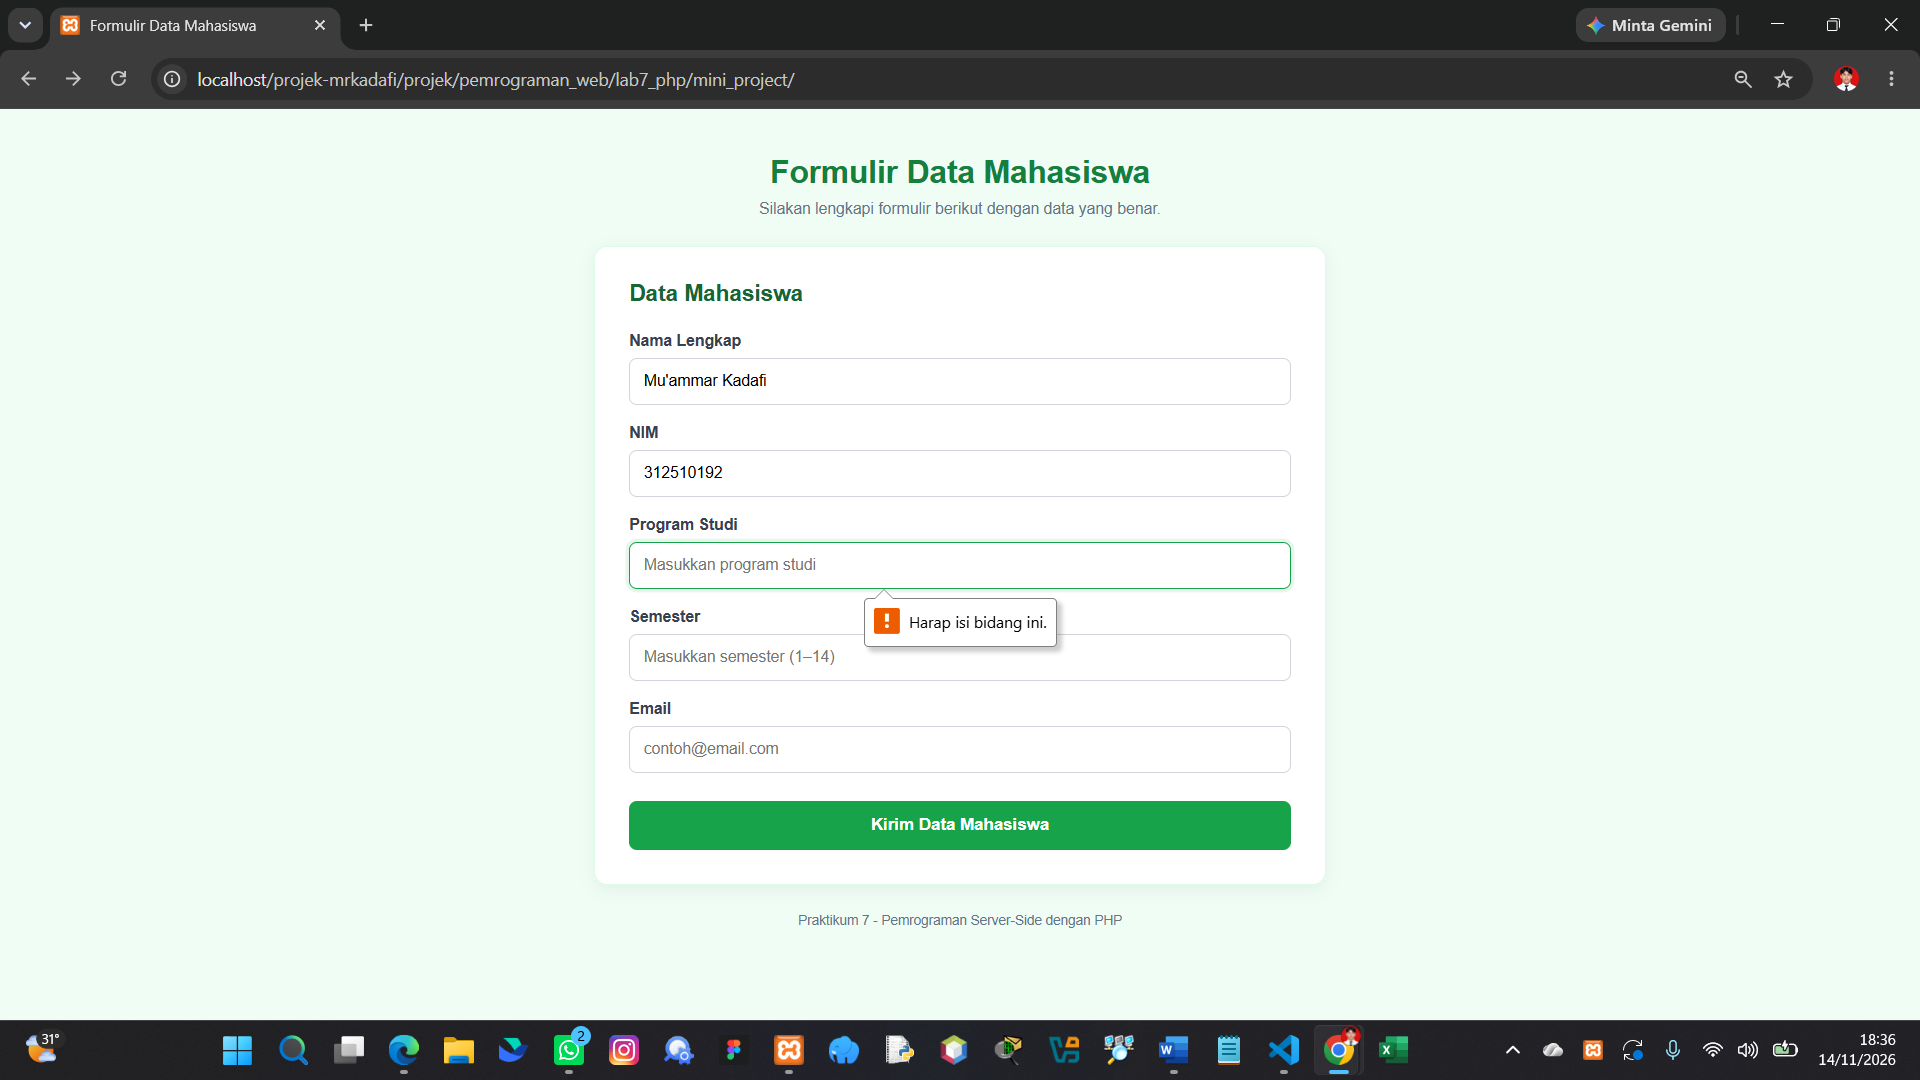 Formulir Data Mahasiswa
Minta Gemini
localhost/projek-mrkadafi/projek/pemrograman_web/lab7_php/mini_project/
Formulir Data Mahasiswa
Silakan lengkapi formulir berikut dengan data yang benar.
Data Mahasiswa
Nama Lengkap
Mu'ammar Kadafi
NIM
312510192
Program Studi
Masukkan program studi
Harap isi bidang ini.
Semester
Masukkan semester (1–14)
Email
contoh@email.com
Kirim Data Mahasiswa
Praktikum 7 - Pemrograman Server-Side dengan PHP
31°
2
18:36
14/11/2026